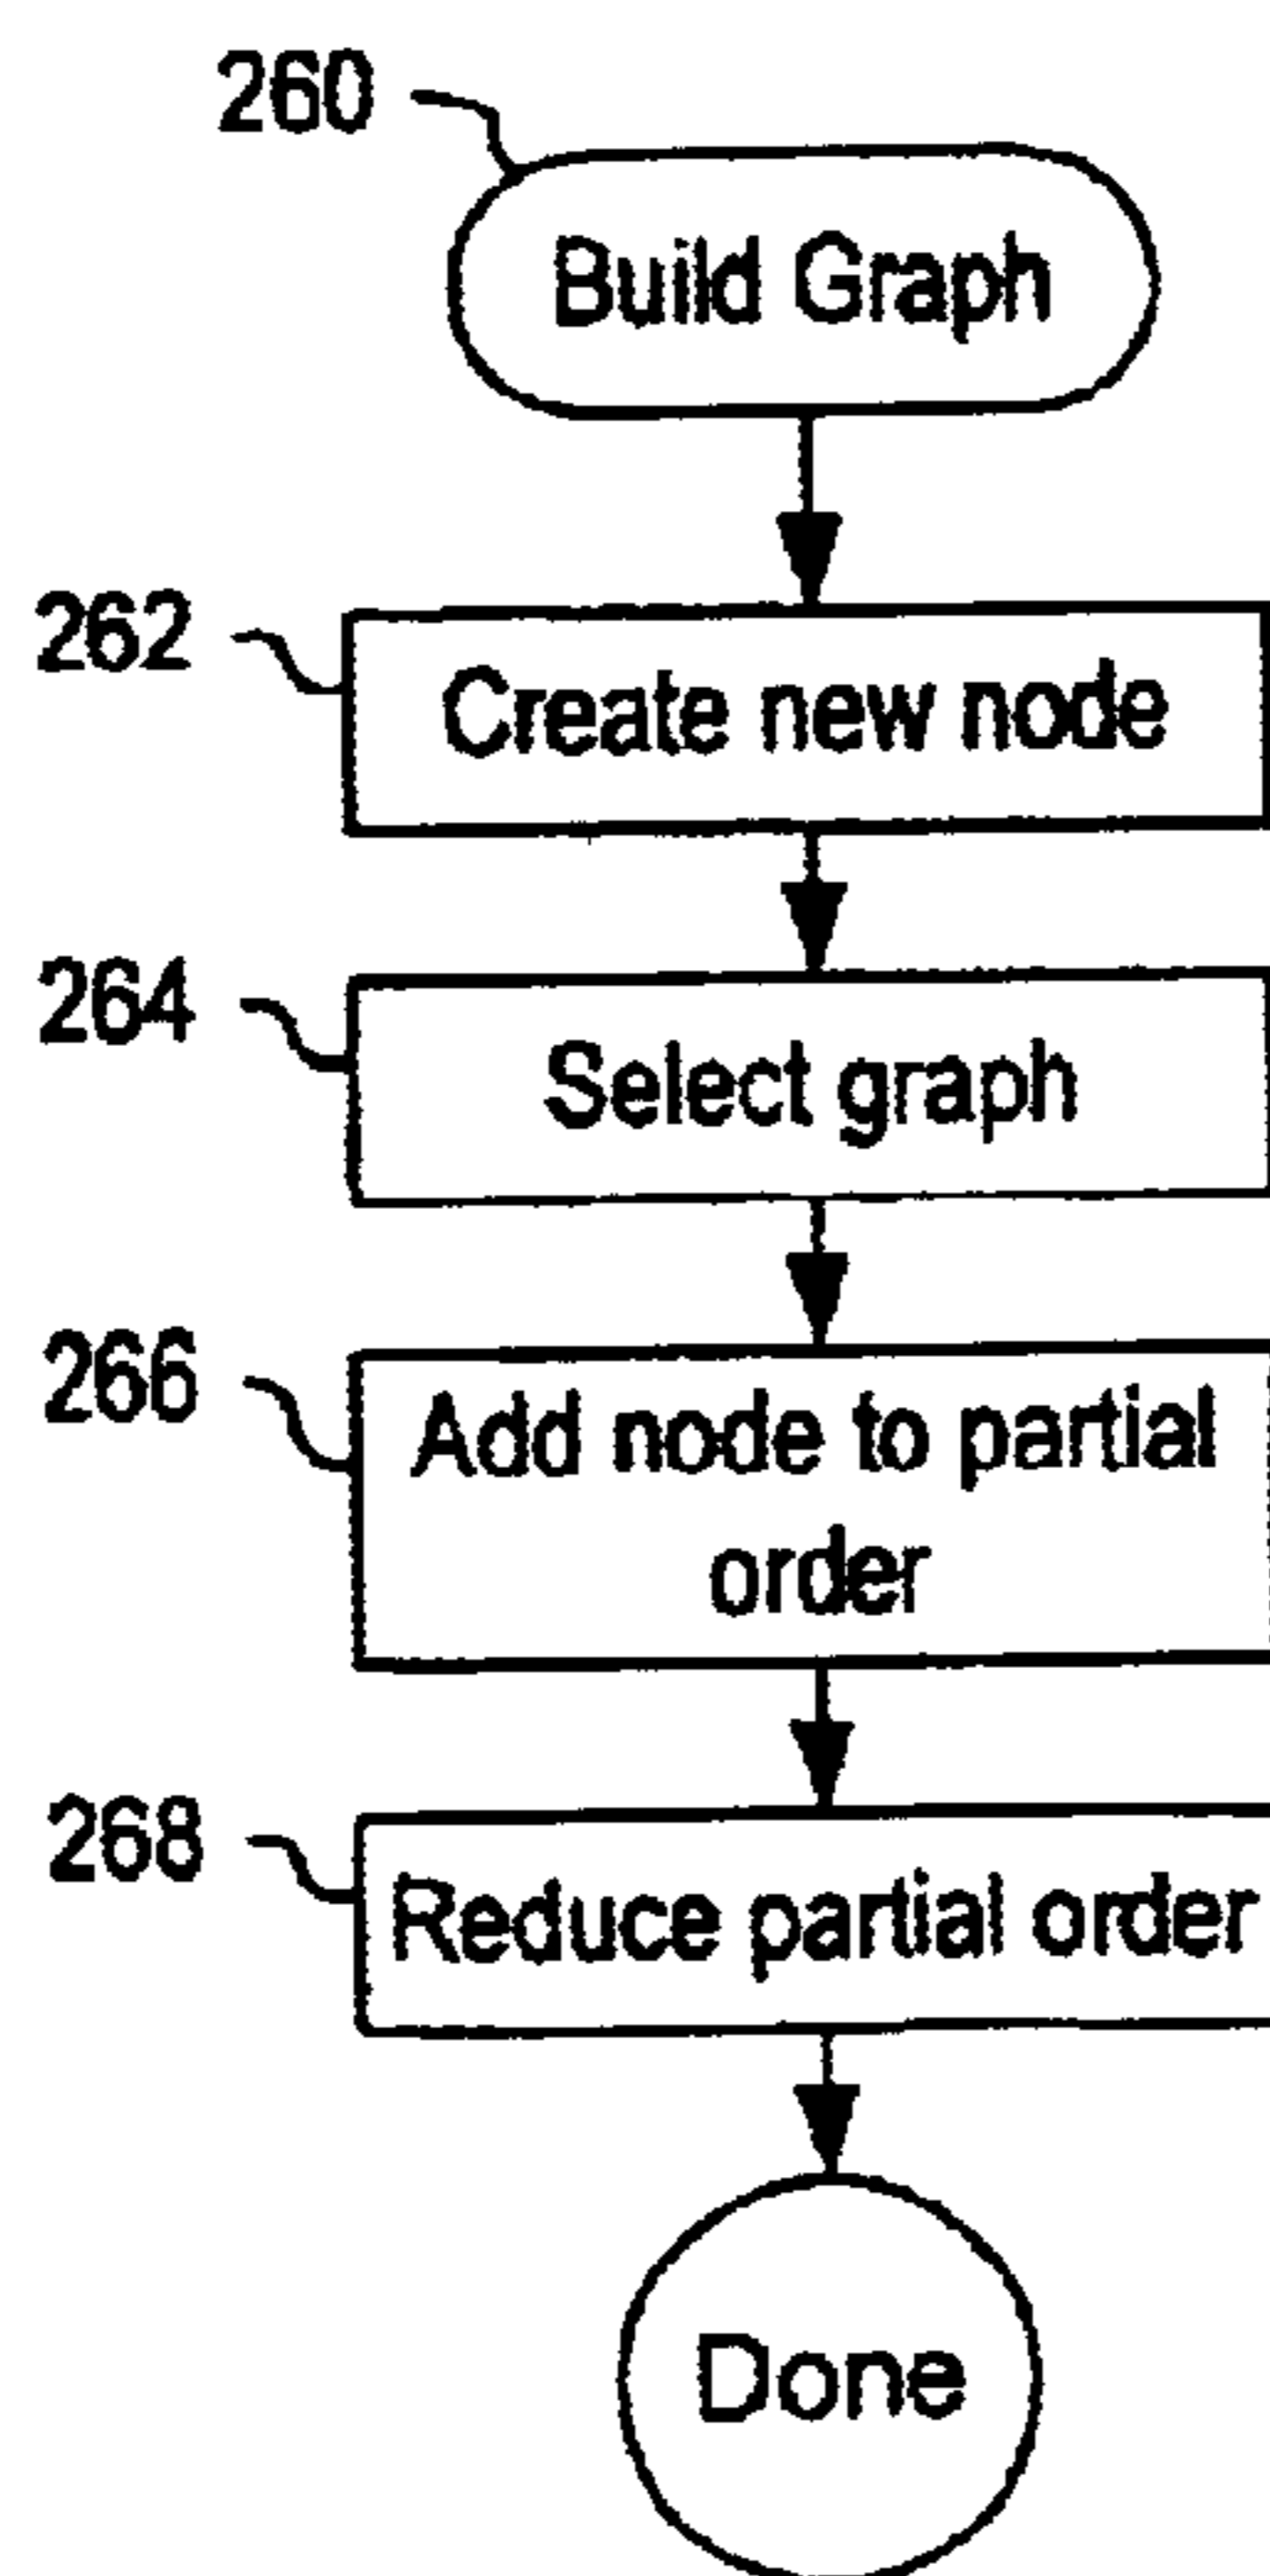 260
Build Graph
262
Create new node
264
Select graph
266
Add node to partial
order
268
Reduce partial order
Done